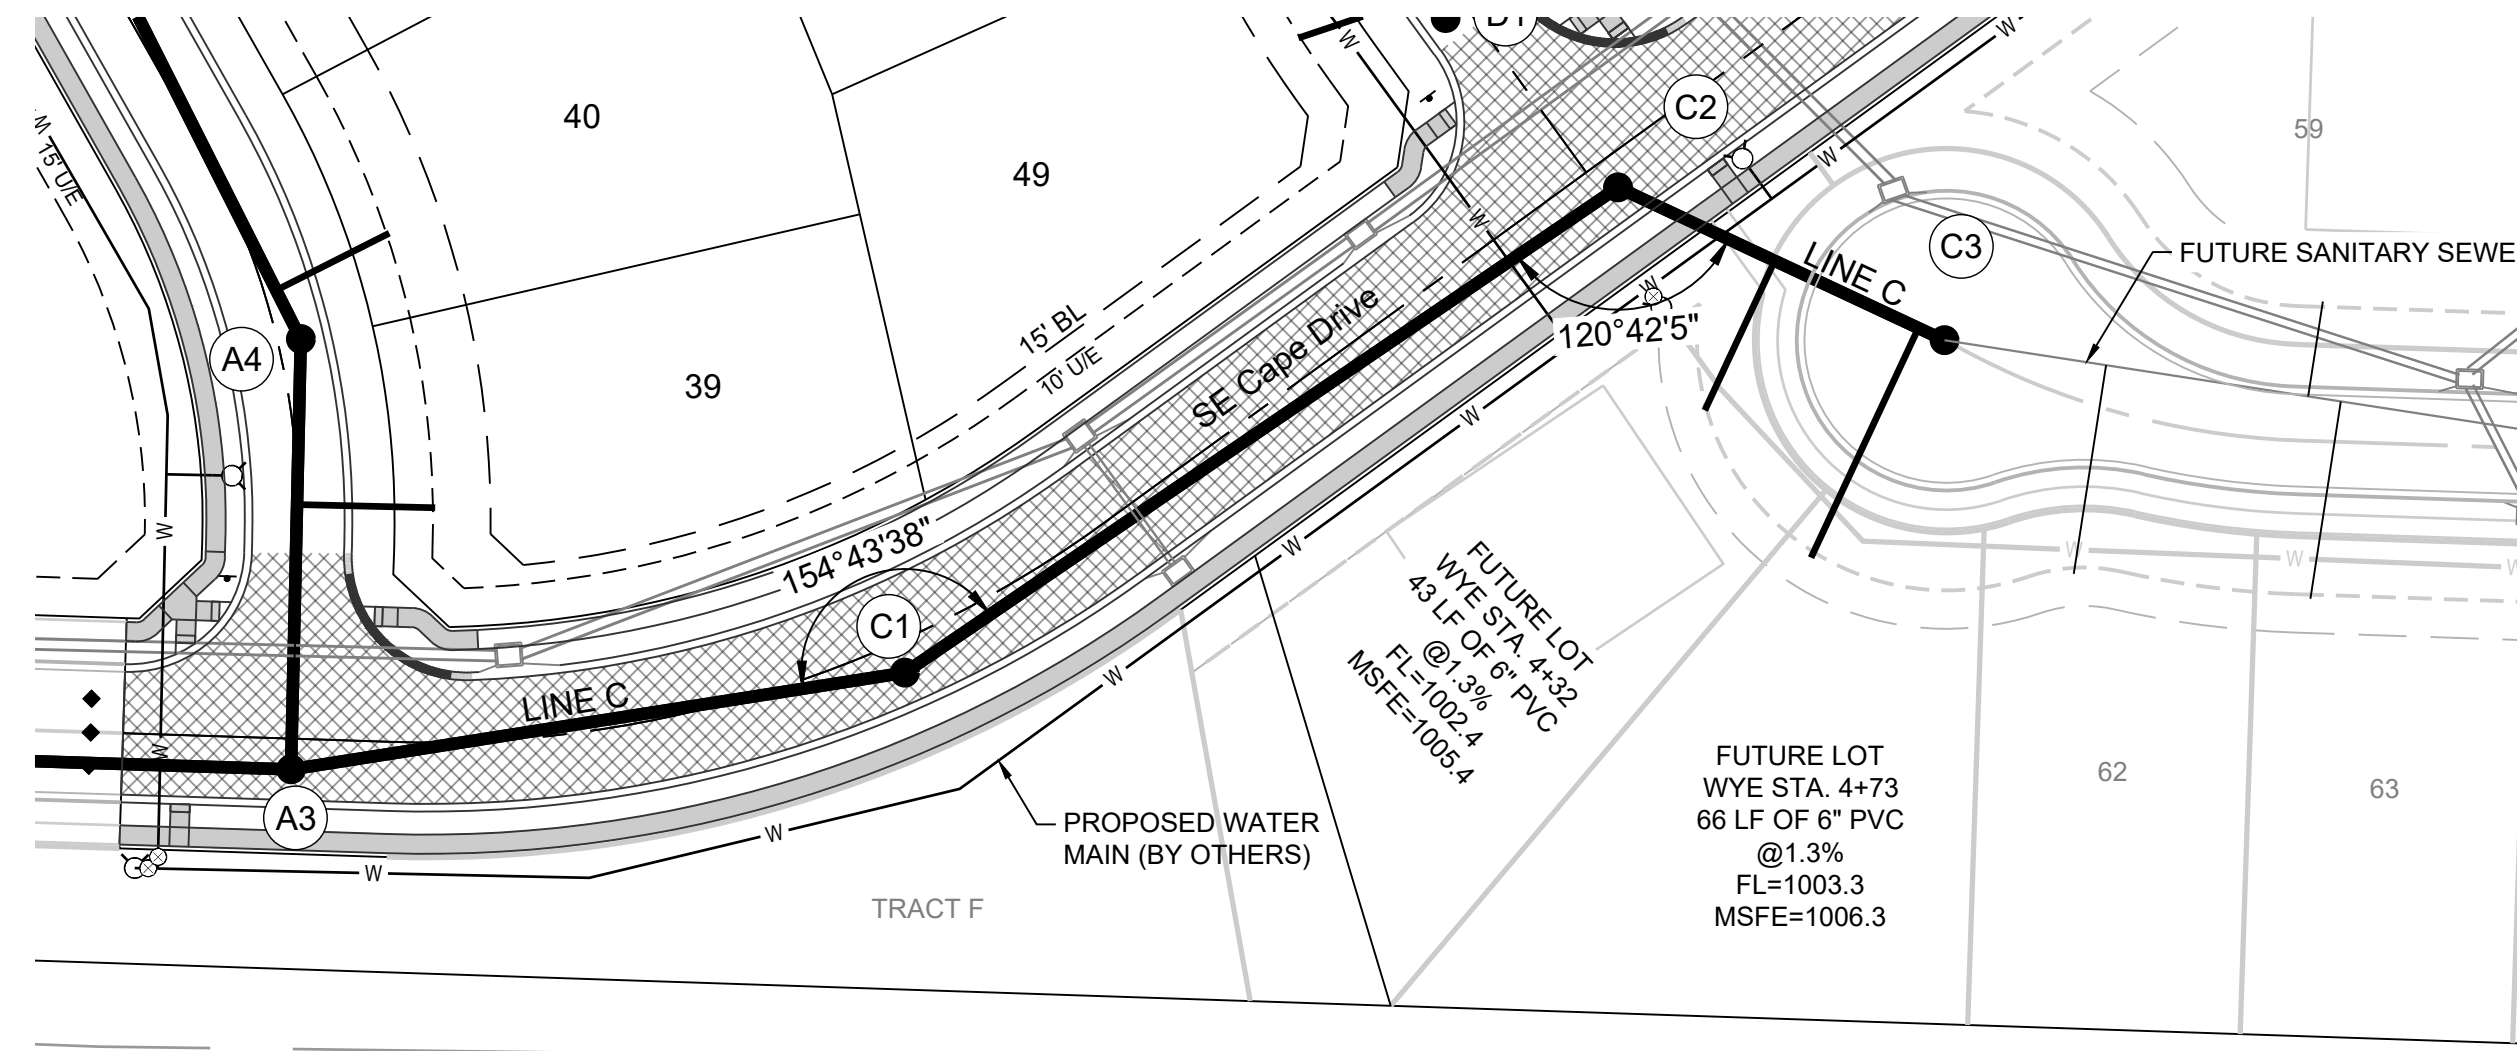 D1
C2
40
49
59
15' U/E
W
W
W
W
W
C3
FUTURE SANITARY SEWE
LINE C
W
15' BL
10' U/E
SE Cape Drive
120°42'5"
A4
39
W
W
154°43'38"
W
W
W
W
C1
FUTURE LOT
WYE STA. 4+32
43 LF OF 6" PVC
@1.3%
FL=1002.4
MSFE=1005.4
W
LINE C
W
FUTURE LOT
WYE STA. 4+73
66 LF OF 6" PVC
@1.3%
FL=1003.3
MSFE=1006.3
62
63
A3
PROPOSED WATER
MAIN (BY OTHERS)
W
W
TRACT F